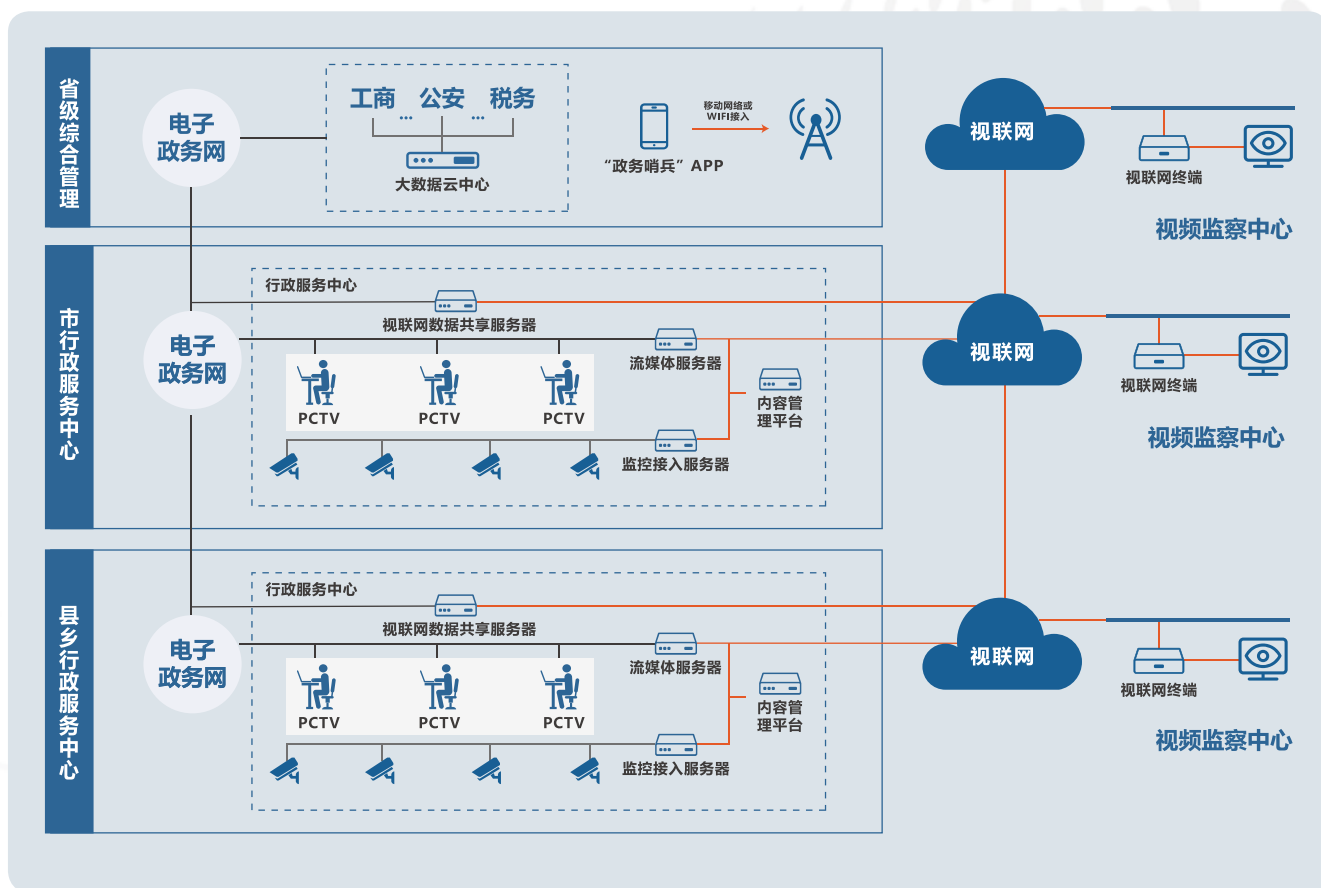 省级综合管理
电子
政务网
工商 公安 税务
... ...
大数据云中心
“政务哨兵” APP
移动网络或
WIFI接入
视联网
视联网终端
视频监察中心
市行政服务中心
电子
政务网
行政服务中心
视联网数据共享服务器
流媒体服务器
PCTV PCTV PCTV
内容管
理平台
监控接入服务器
视联网
视联网终端
视频监察中心
县乡行政服务中心
电子
政务网
行政服务中心
视联网数据共享服务器
流媒体服务器
PCTV PCTV PCTV
内容管
理平台
监控接入服务器
视联网
视联网终端
视频监察中心